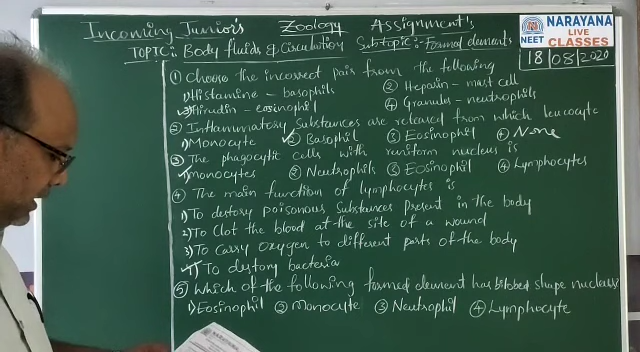 Incoming Junior's Zoology Assignment's
TOPIC: Body fluids & Circulation Subtopic: Formed elements
NARAYANA
NEET LIVE CLASSES
18/08/2020
① Choose the incorrect pair from the following
1) Histamine - basophils ② Heparin - mast cell
3) Hirudin - eosinophil ④ Granules - neutrophils
② Inflammatory Substances are released from which leucocyte
1) Monocyte ② Basophil ③ Eosinophil ④ None
③ The phagocytic cells with reniform nucleus is
1) monocytes ② Neutrophils ③ Eosinophil ④ Lymphocytes
④ The main function of lymphocytes is
1) To destory poisonous Substances Present in the body
2) To Clot the blood at the site of a wound
3) To Carry oxygen to different parts of the body
4) To destory bacteria
⑤ Which of the following formed element has bilobed shape nucleus
1) Eosinophil ② Monocyte ③ Neutrophil ④ Lymphocyte